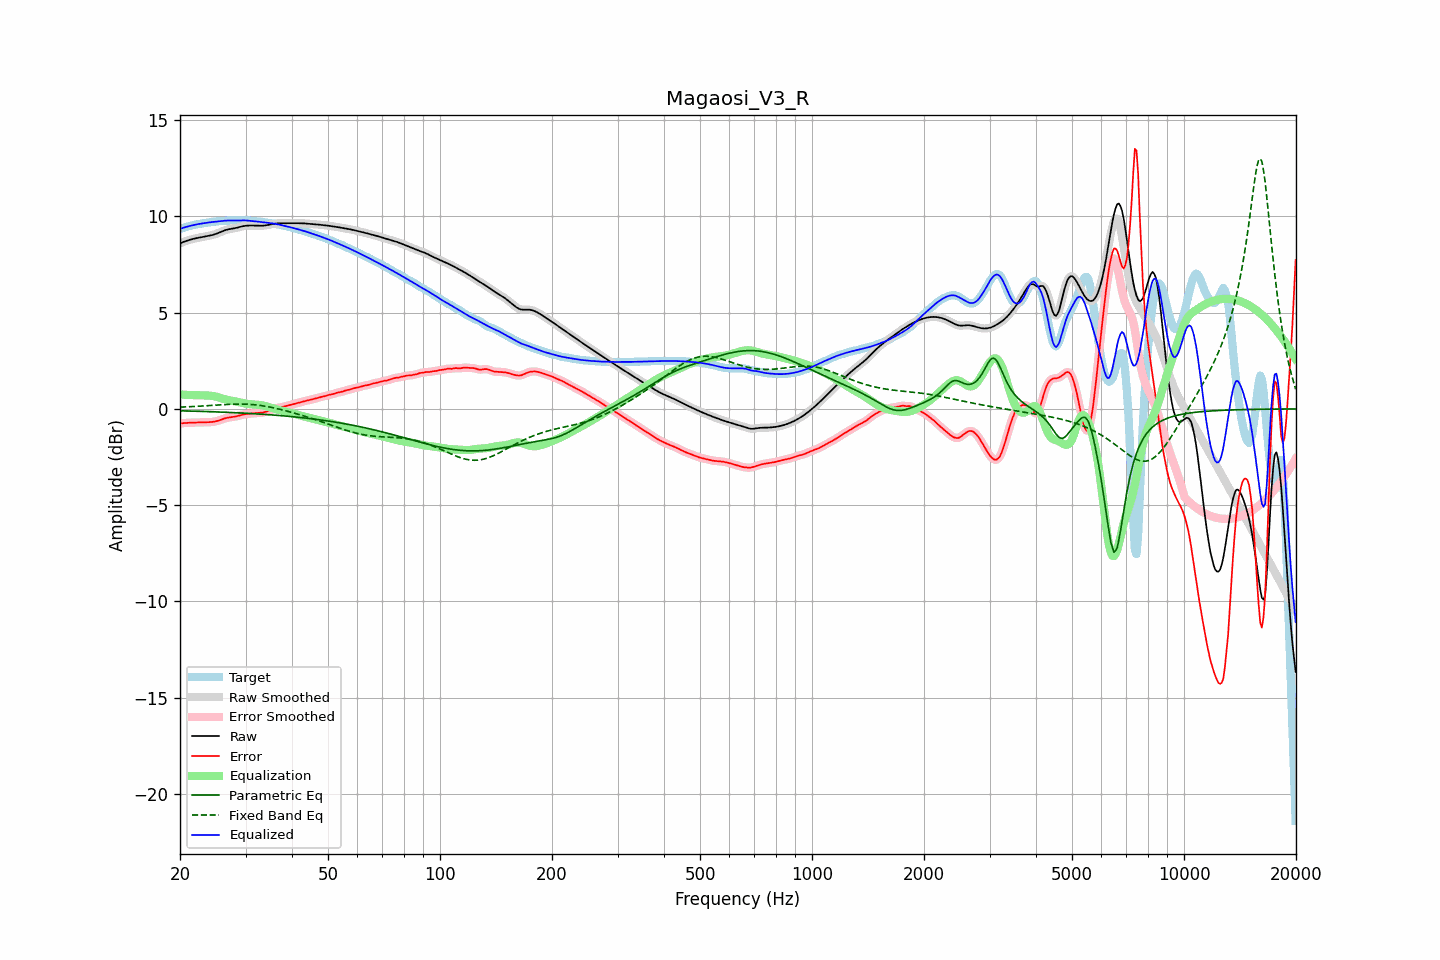 Magaosi_V3_R
15
10
5
0
−5
−10
−15
−20
Amplitude (dBr)
Target
Raw Smoothed
Error Smoothed
Raw
Error
Equalization
Parametric Eq
Fixed Band Eq
Equalized
20 50 100 200 500 1000 2000 5000 10000 20000
Frequency (Hz)